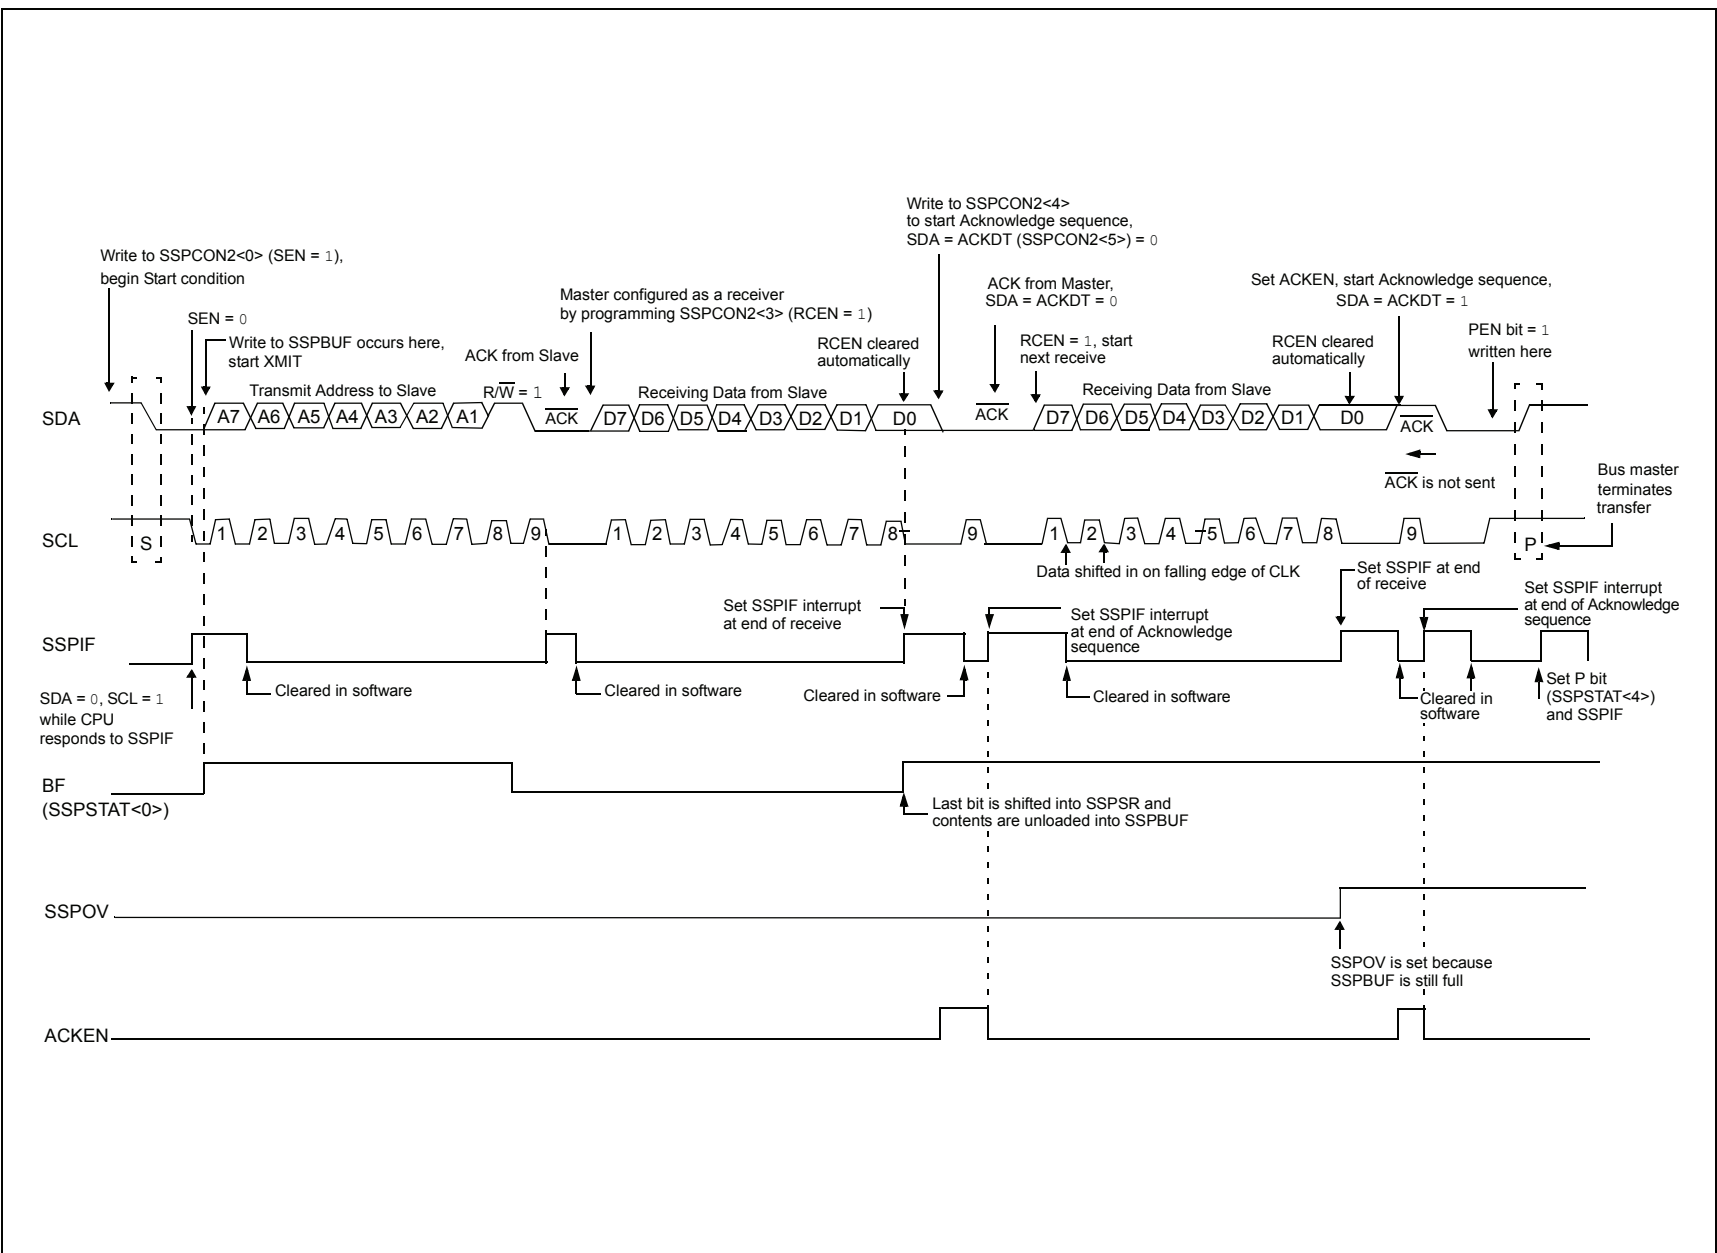 Write to SSPCON2<4>
to start Acknowledge sequence,
SDA = ACKDT (SSPCON2<5>) = 0
Write to SSPCON2<0> (SEN = 1),
begin Start condition
ACK from Master,
SDA = ACKDT = 0
Set ACKEN, start Acknowledge sequence,
SDA = ACKDT = 1
Master configured as a receiver
by programming SSPCON2<3> (RCEN = 1)
SEN = 0
Write to SSPBUF occurs here,
start XMIT
RCEN cleared
automatically
RCEN = 1, start
next receive
RCEN cleared
automatically
PEN bit = 1
written here
ACK from Slave
Transmit Address to Slave
R/W = 1
Receiving Data from Slave
Receiving Data from Slave
SDA
A7 A6 A5 A4 A3 A2 A1 ACK D7 D6 D5 D4 D3 D2 D1 D0 ACK D7 D6 D5 D4 D3 D2 D1 D0 ACK
ACK is not sent
Bus master
terminates
transfer
SCL
S 1 2 3 4 5 6 7 8 9 1 2 3 4 5 6 7 8 9 1 2 3 4 5 6 7 8 9 P
Data shifted in on falling edge of CLK
Set SSPIF at end
of receive
Set SSPIF interrupt
at end of receive
Set SSPIF interrupt
at end of Acknowledge
sequence
Set SSPIF interrupt
at end of Acknowledge
sequence
SSPIF
Cleared in software
Cleared in software
Cleared in software
Cleared in software
Cleared in
software
Set P bit
(SSPSTAT<4>)
and SSPIF
SDA = 0, SCL = 1
while CPU
responds to SSPIF
BF
(SSPSTAT<0>)
Last bit is shifted into SSPSR and
contents are unloaded into SSPBUF
SSPOV
SSPOV is set because
SSPBUF is still full
ACKEN